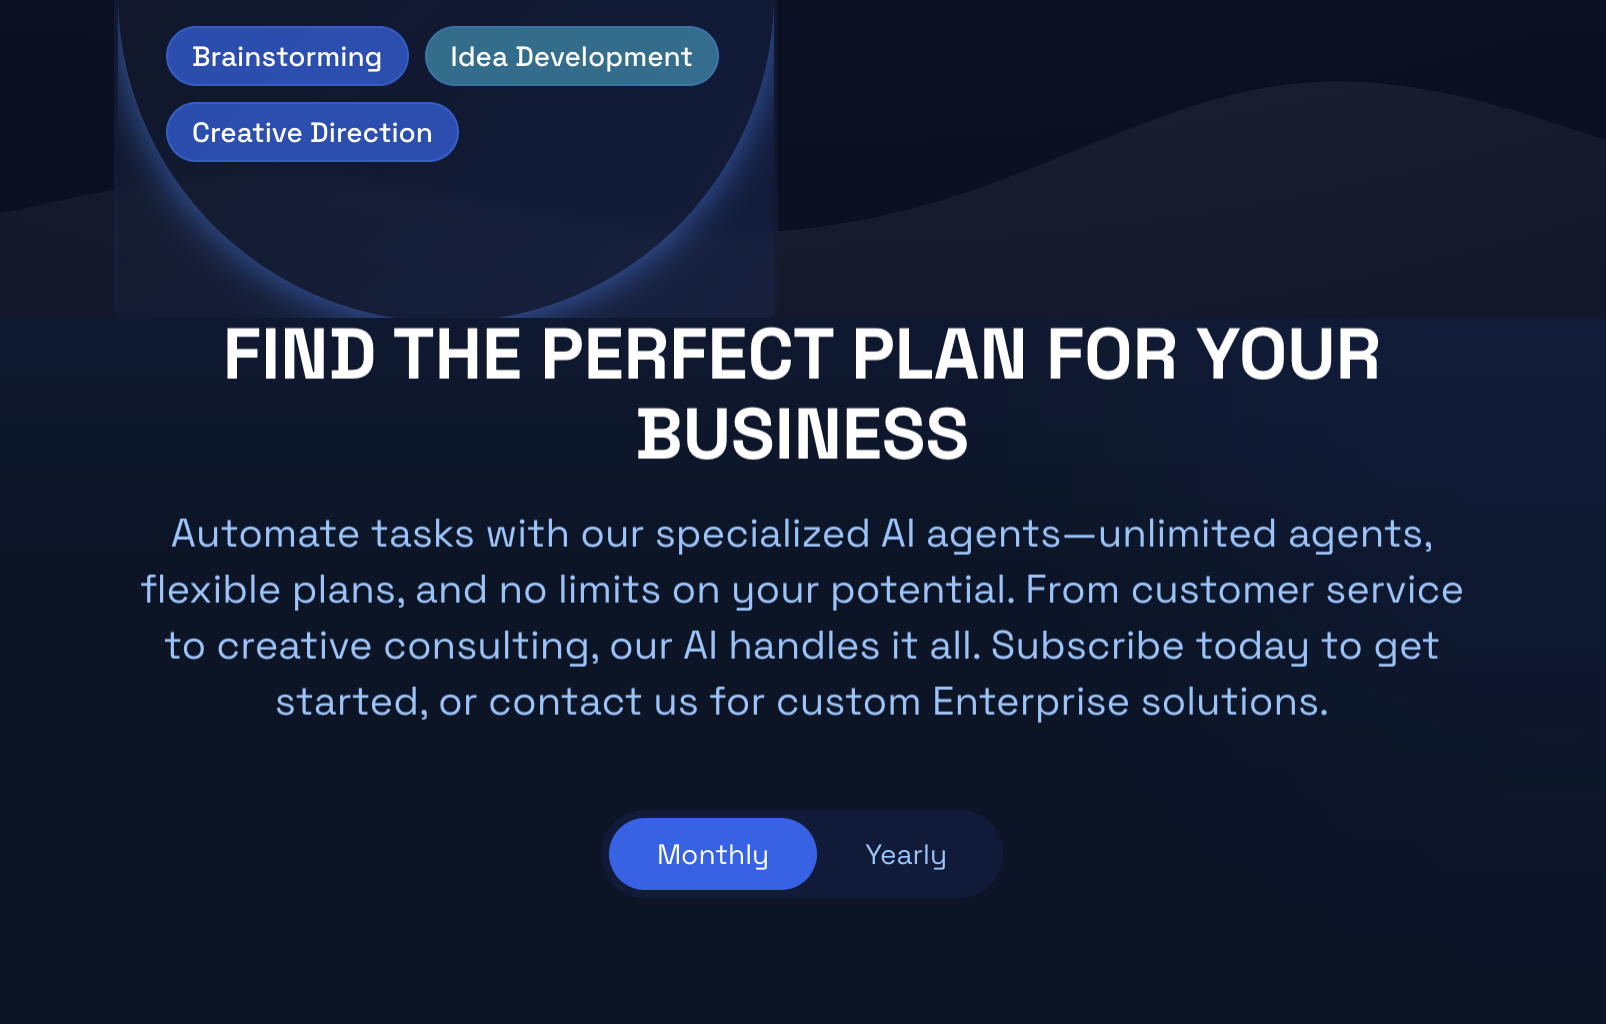 Brainstorming Idea Development
Creative Direction
FIND THE PERFECT PLAN FOR YOUR
BUSINESS
Automate tasks with our specialized AI agents—unlimited agents,
flexible plans, and no limits on your potential. From customer service
to creative consulting, our AI handles it all. Subscribe today to get
started, or contact us for custom Enterprise solutions.
Monthly Yearly